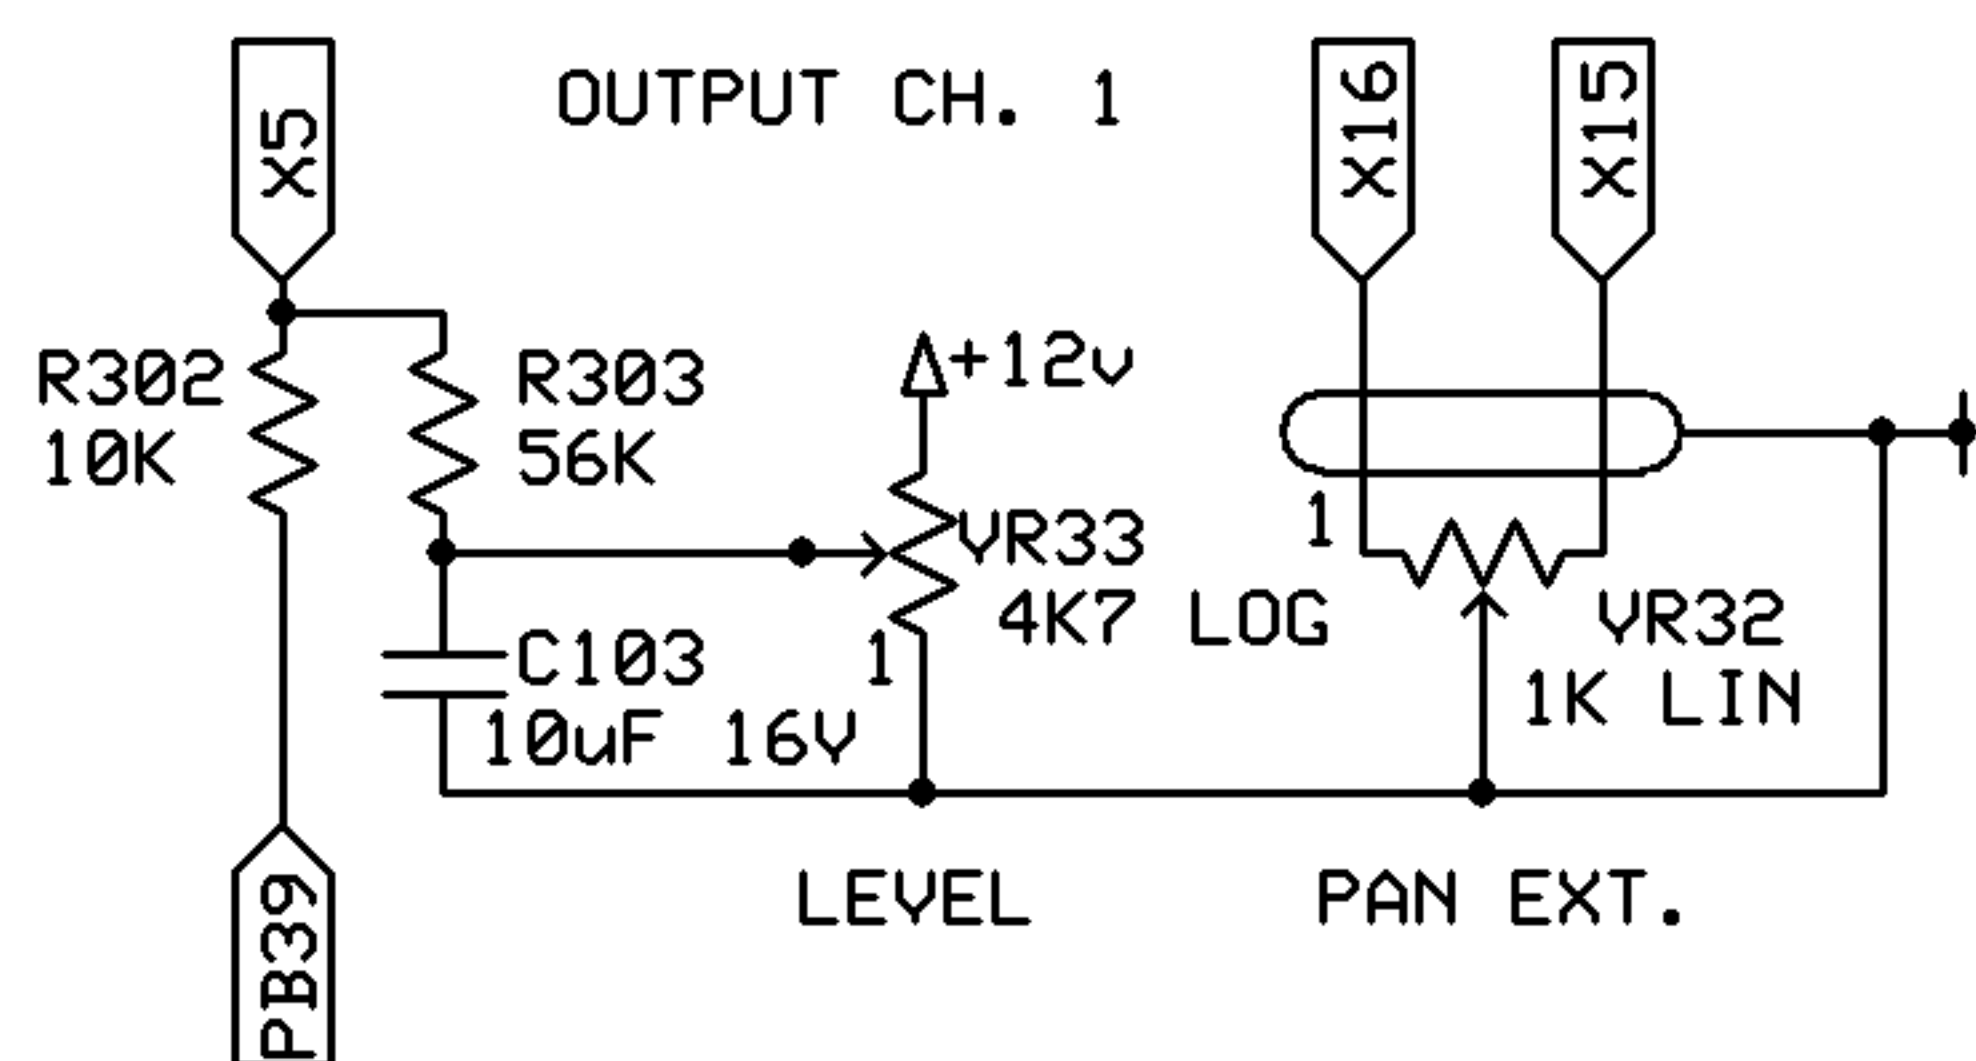 X5
OUTPUT CH. 1
X16
X15
R302
10K
R303
56K
+12v
VR33
4K7 LOG
1
1
VR32
1K LIN
C103
10uF 16V
LEVEL
PAN EXT.
PB39